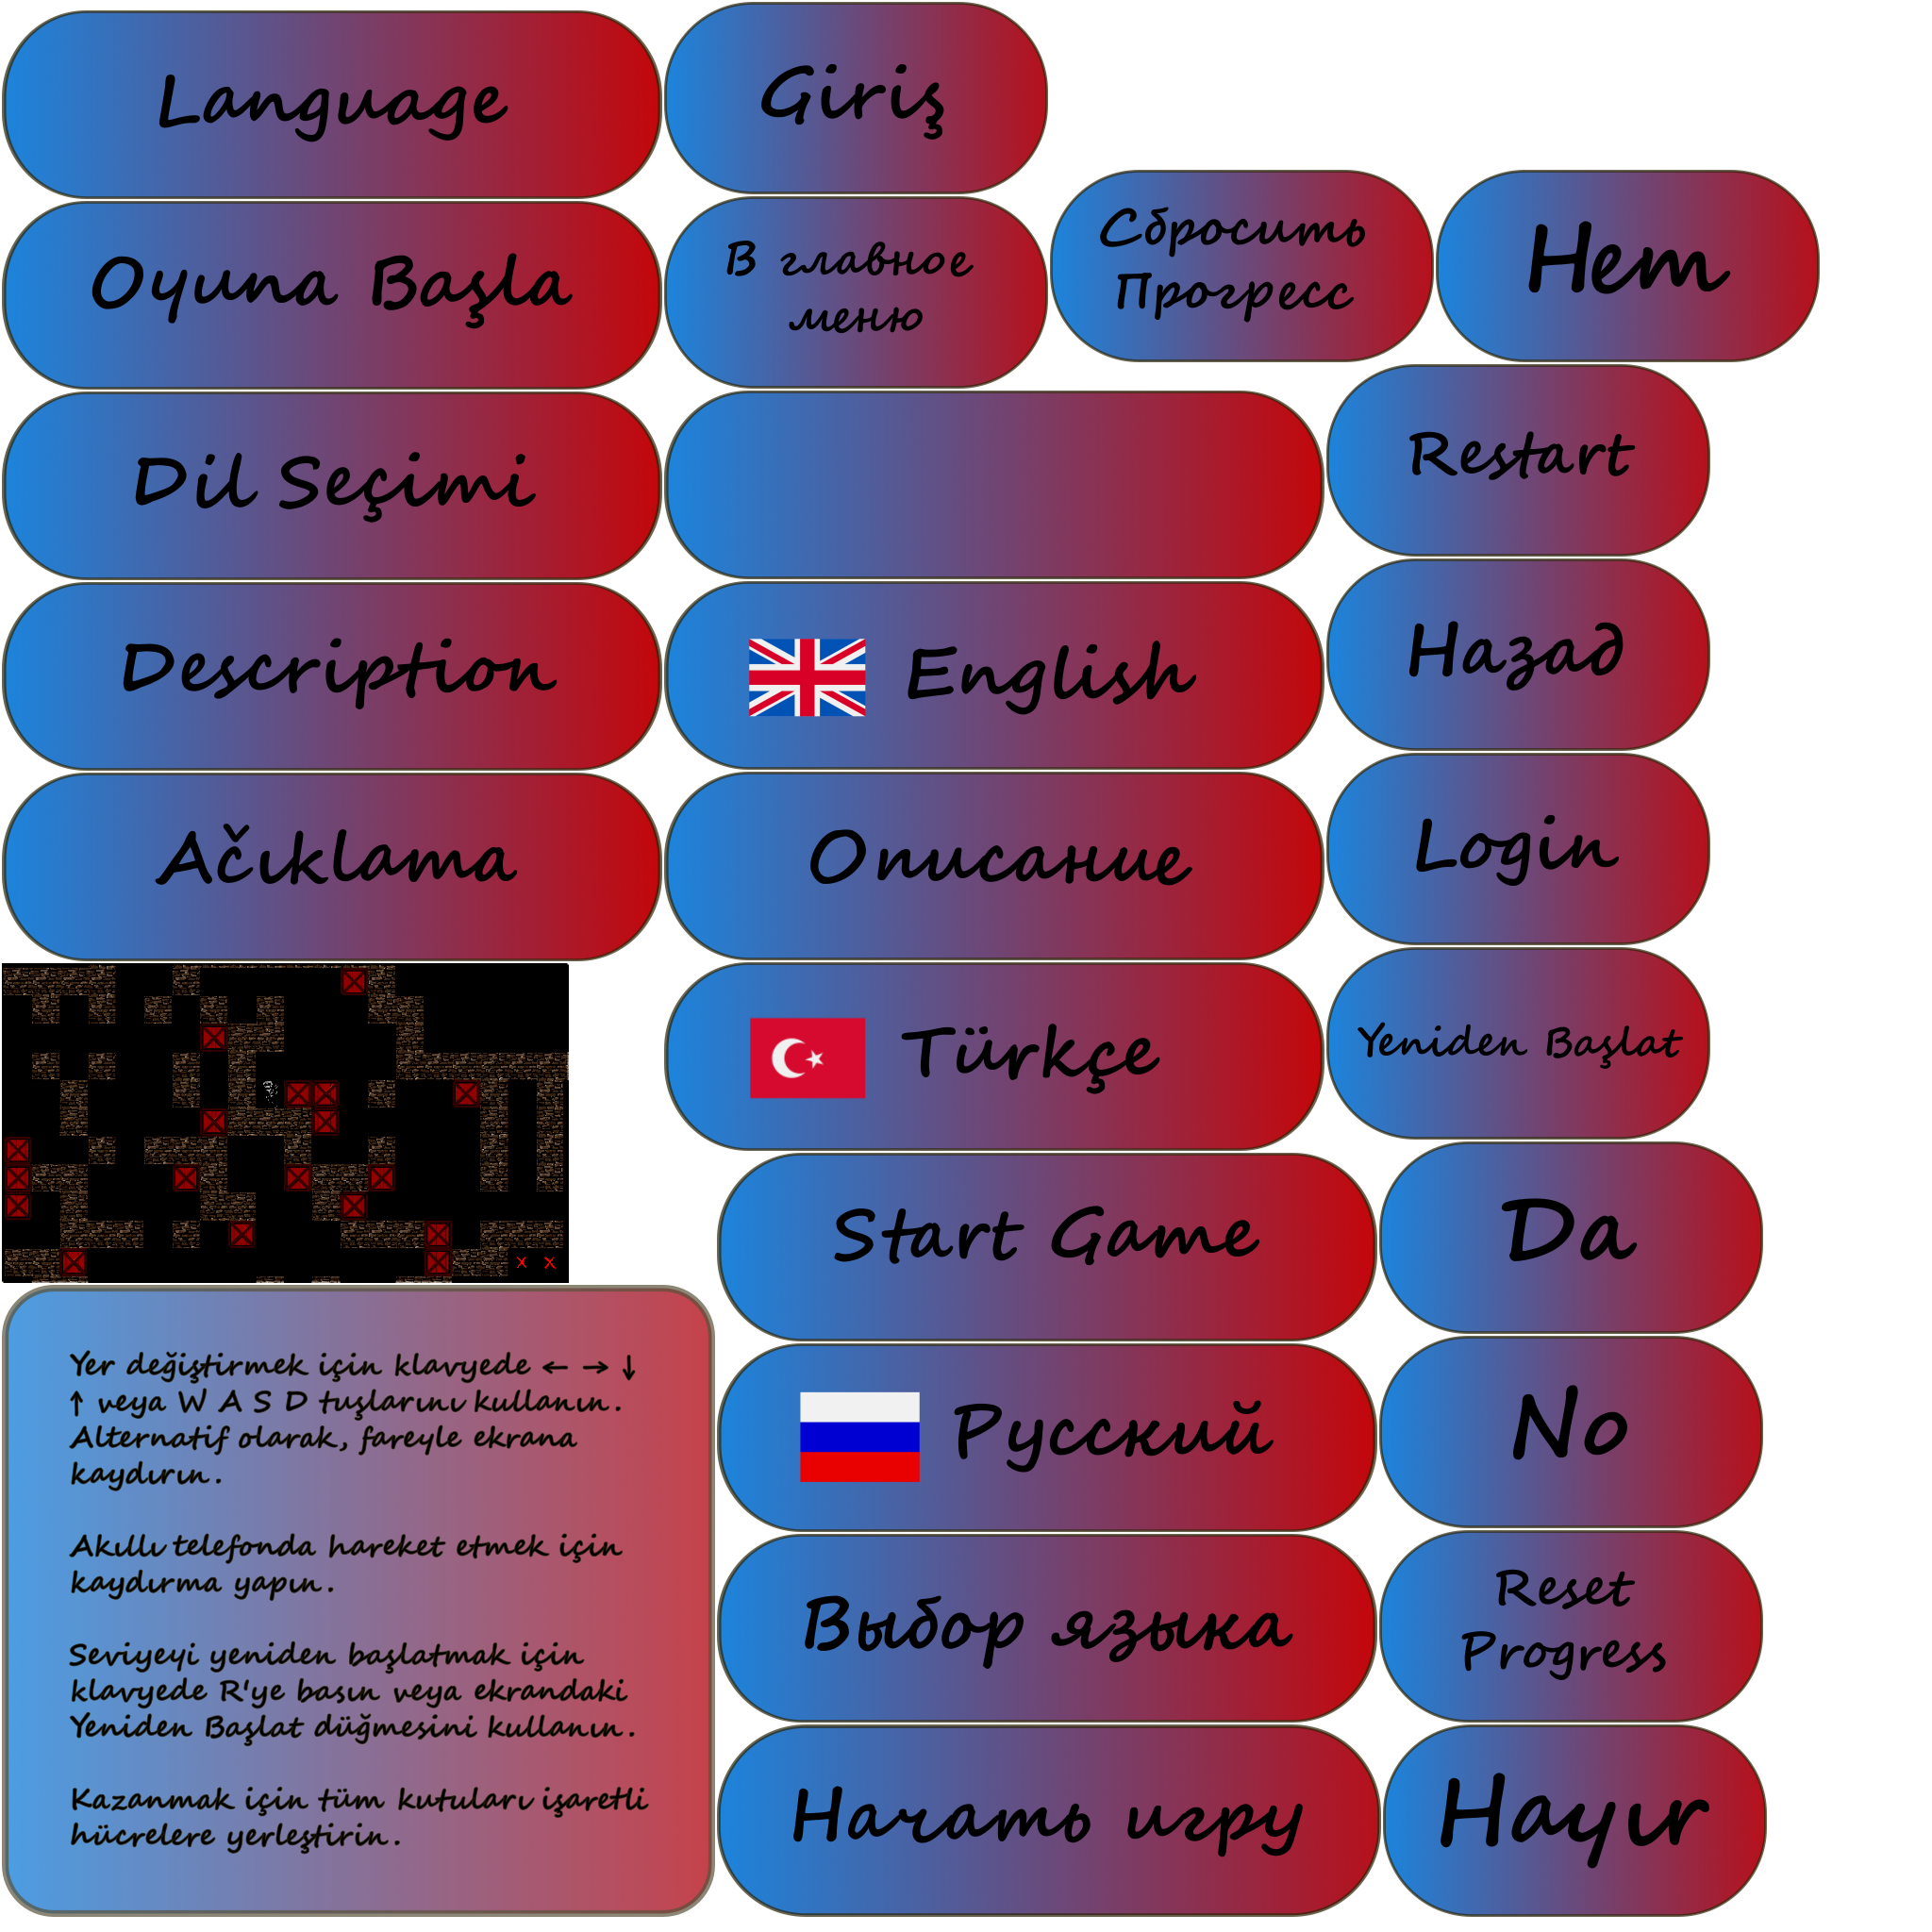 Language
Giriş
Oyuna Başla
В главное
меню
Сбросить
Прогресс
Нет
Dil Seçimi
Restart
Description
English
Назад
Ačıklama
Описание
Login
Türkçe
Yeniden Başlat
X X
Start Game
Da
Yer değiştirmek için klavyede ← → ↓
↑ veya W A S D tuşlarını kullanın.
Alternatif olarak, fareyle ekrana
kaydırın.
Akıllı telefonda hareket etmek için
kaydırma yapın.
Seviyeyi yeniden başlatmak için
klavyede R'ye basın veya ekrandaki
Yeniden Başlat düğmesini kullanın.
Kazanmak için tüm kutuları işaretli
hücrelere yerleştirin.
Русский
No
Выбор языка
Reset
Progress
Начать игру
Hayır